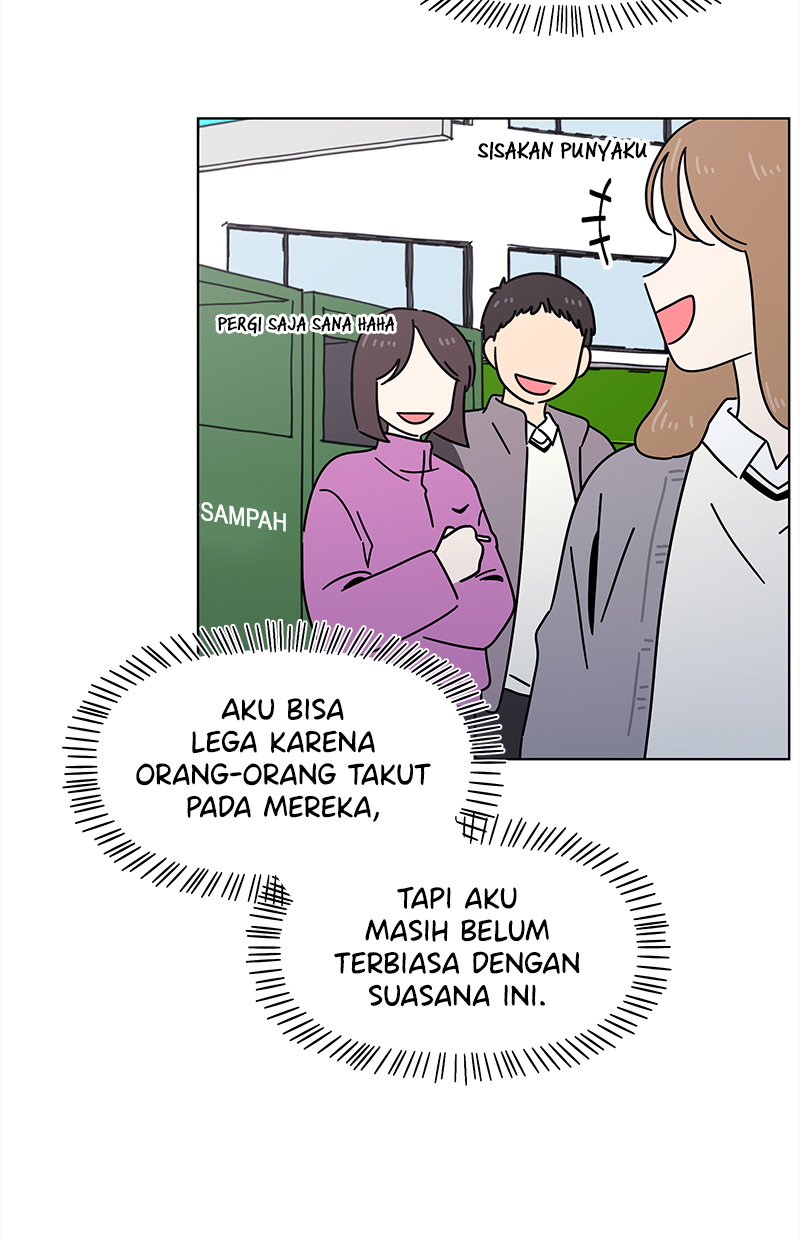 SISAKAN PUNYAKU
PERGI SAJA SANA HAHA
SAMPAH
AKU BISA
LEGA KARENA
ORANG-ORANG TAKUT
PADA MEREKA,
TAPI AKU
MASIH BELUM
TERBIASA DENGAN
SUASANA INI.